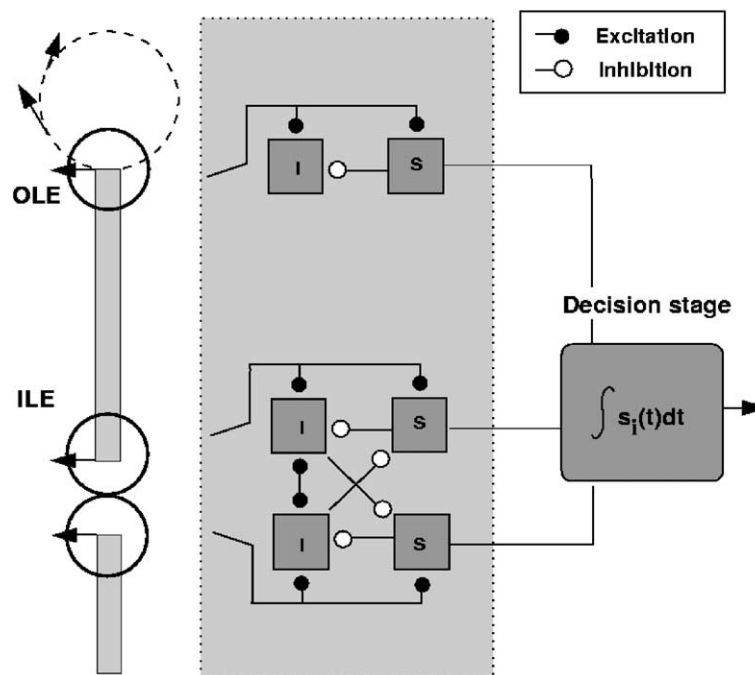 Excitation
Inhibition
OLE
I
S
Decision stage
ILE
I
S
∫ s_i(t)dt
I
S